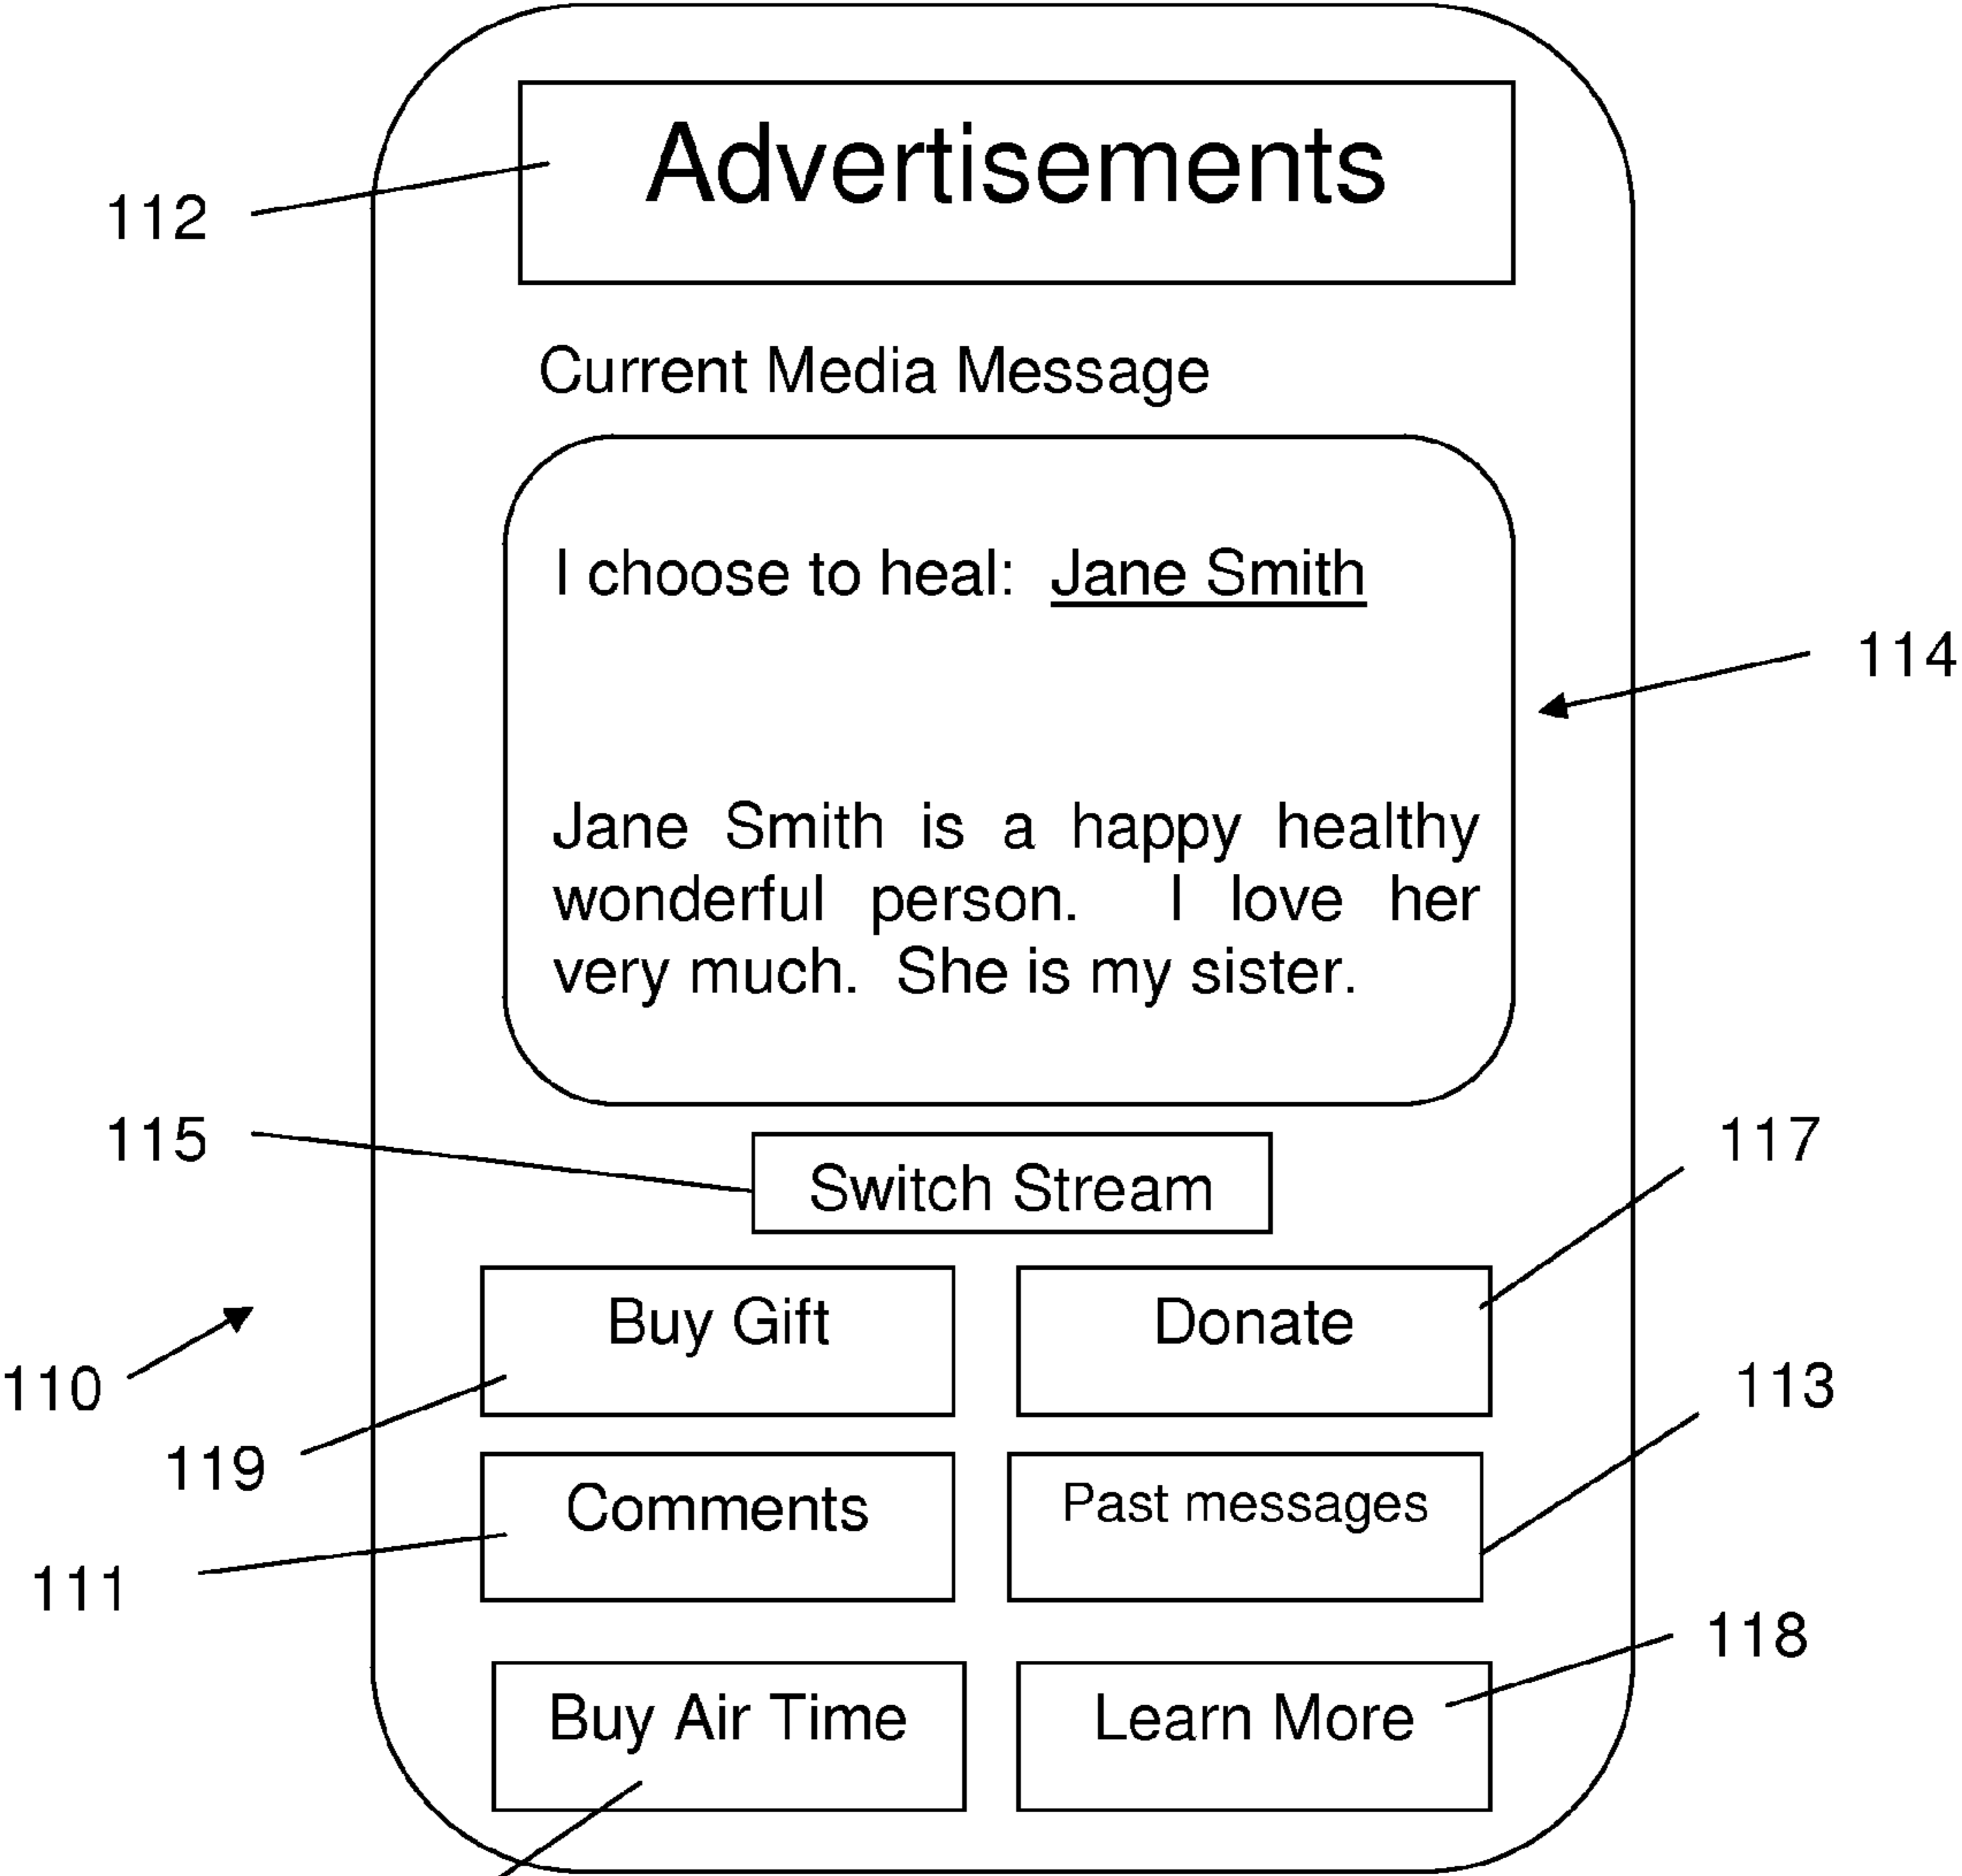 Advertisements
112
Current Media Message
I choose to heal: Jane Smith
114
Jane Smith is a happy healthy
wonderful person. I love her
very much. She is my sister.
115
117
Switch Stream
Buy Gift
Donate
110
113
119
Comments
Past messages
111
118
Buy Air Time
Learn More